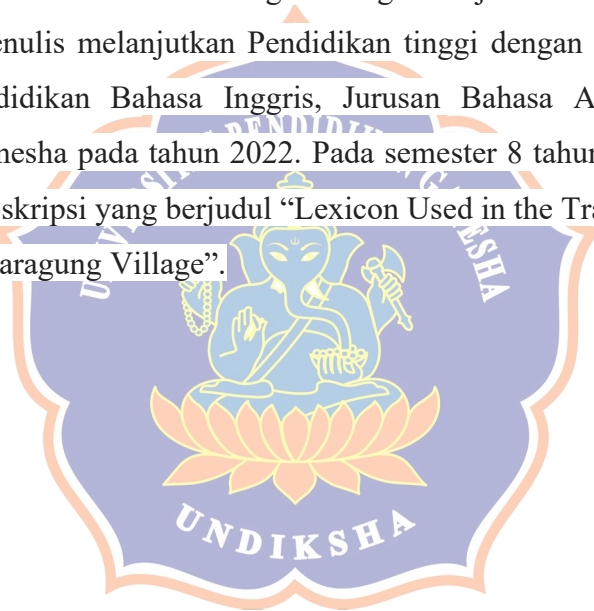 enulis melanjutkan Pendidikan tinggi dengan
didikan Bahasa Inggris, Jurusan Bahasa A
nesha pada tahun 2022. Pada semester 8 tahun
skripsi yang berjudul “Lexicon Used in the Tra
aragung Village”.
UNDIKSHA